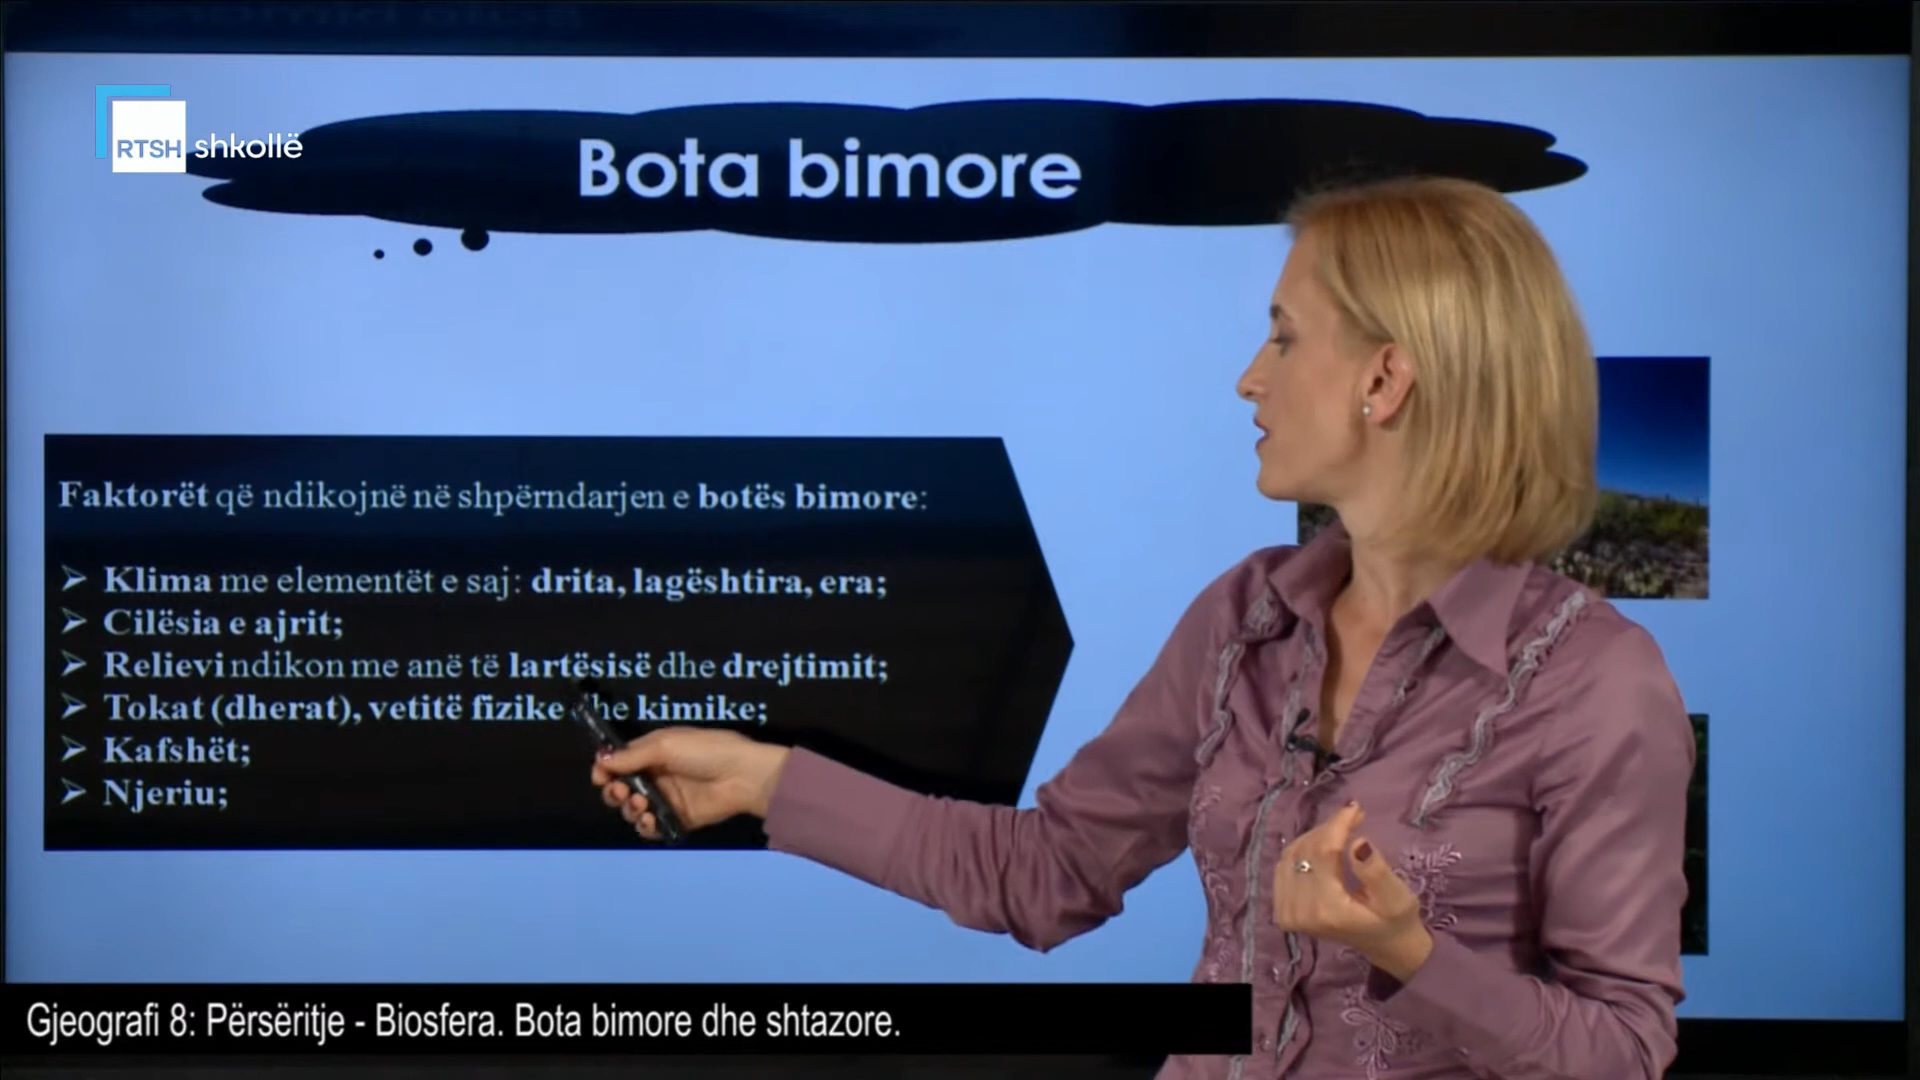 RTSH shkollë
Bota bimore
Faktorët që ndikojnë në shpërndarjen e botës bimore:
➢ Klima me elementët e saj: drita, lagështira, era;
➢ Cilësia e ajrit;
➢ Relievi ndikon me anë të lartësisë dhe drejtimit;
➢ Tokat (dherat), vetitë fizike dhe kimike;
➢ Kafshët;
➢ Njeriu;
Gjeografi 8: Përsëritje - Biosfera. Bota bimore dhe shtazore.